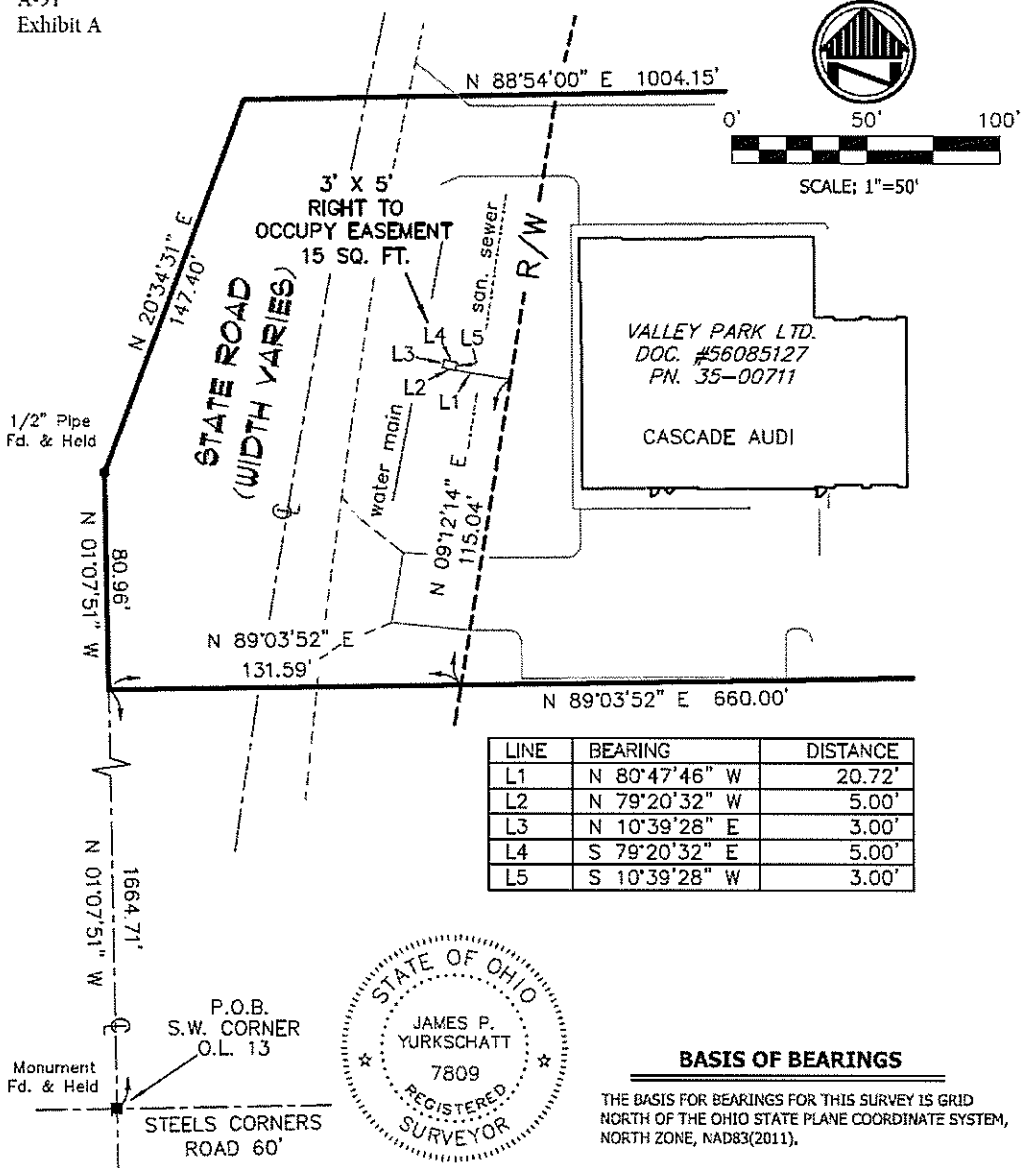 A-51
Exhibit A
N 88°54'00" E 1004.15'
0' 50' 100'
SCALE; 1"=50'
3' X 5'
RIGHT TO
OCCUPY EASEMENT
15 SQ. FT.
N 20°34'31" E
147.40'
STATE ROAD
(WIDTH VARIES)
san. sewer
R/W
L4 L5
L3
L2
L1
VALLEY PARK LTD.
DOC. #56085127
PN. 35-00711
CASCADE AUDI
1/2" Pipe
Fd. & Held
water main
N 09°12'14" E
115.04'
80.96'
N 01°07'51" W
N 89°03'52" E
131.59'
N 89°03'52" E 660.00'
LINE BEARING DISTANCE
L1 N 80°47'46" W 20.72'
L2 N 79°20'32" W 5.00'
L3 N 10°39'28" E 3.00'
L4 S 79°20'32" E 5.00'
L5 S 10°39'28" W 3.00'
1664.71'
N 01°07'51" W
P.O.B.
S.W. CORNER
O.L. 13
Monument
Fd. & Held
STEELS CORNERS
ROAD 60'
STATE OF OHIO
JAMES P.
YURKSCHATT
7809
REGISTERED
SURVEYOR
BASIS OF BEARINGS
THE BASIS FOR BEARINGS FOR THIS SURVEY IS GRID
NORTH OF THE OHIO STATE PLANE COORDINATE SYSTEM,
NORTH ZONE, NAD83(2011).